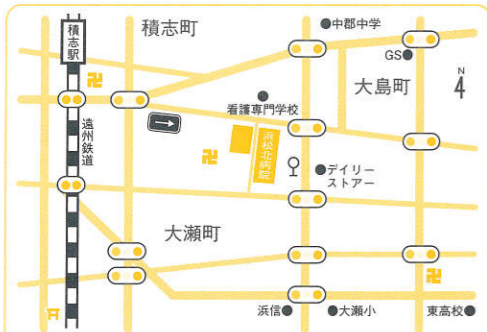 積志町
中郡中学
積志駅
GS
大島町
N
看護専門学校
遠州鉄道
浜松北病院
デイリー
ストアー
大瀬町
浜信
大瀬小
東高校